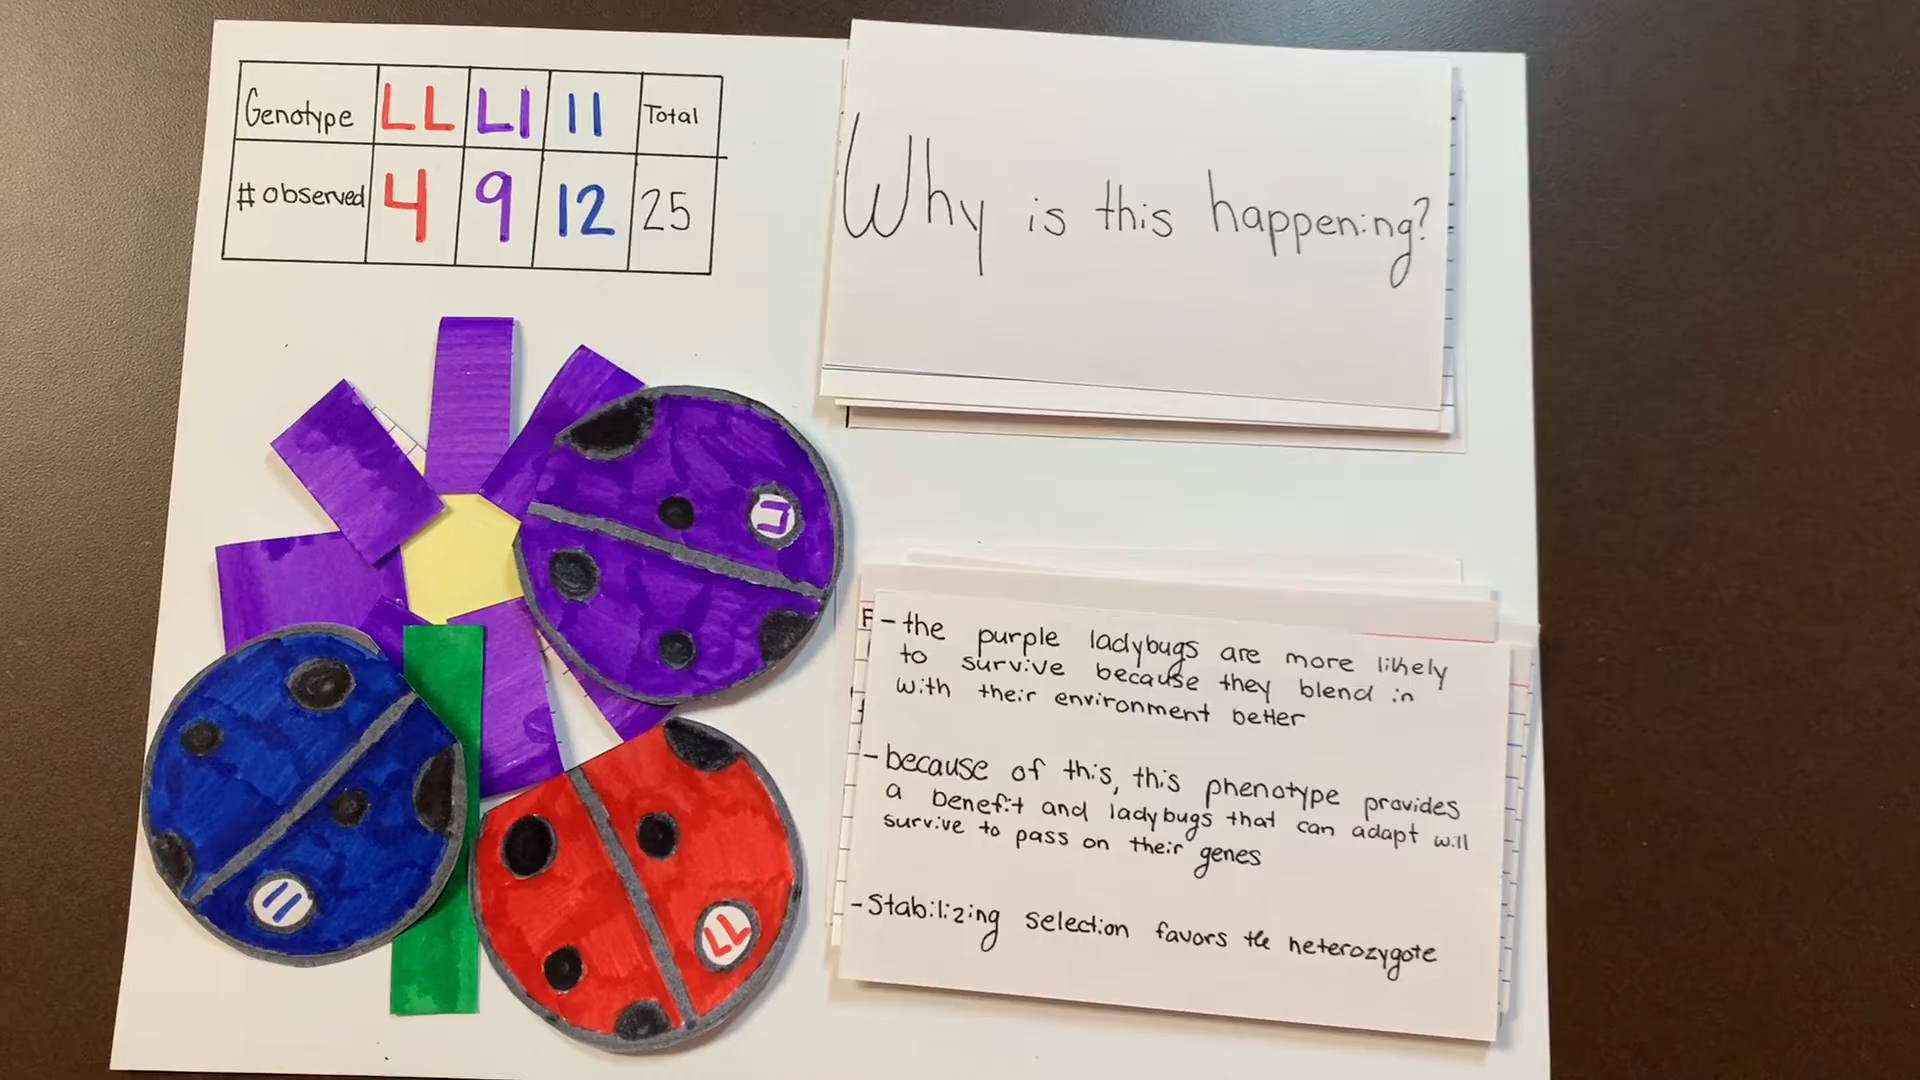 Genotype LL Ll ll Total
# observed 4 9 12 25
Why is this happening?
- the purple ladybugs are more likely
to survive because they blend in
with their environment better
- because of this, this phenotype provides
a benefit and ladybugs that can adapt will
survive to pass on their genes
- Stabilizing selection favors the heterozygote
Ll
ll
LL